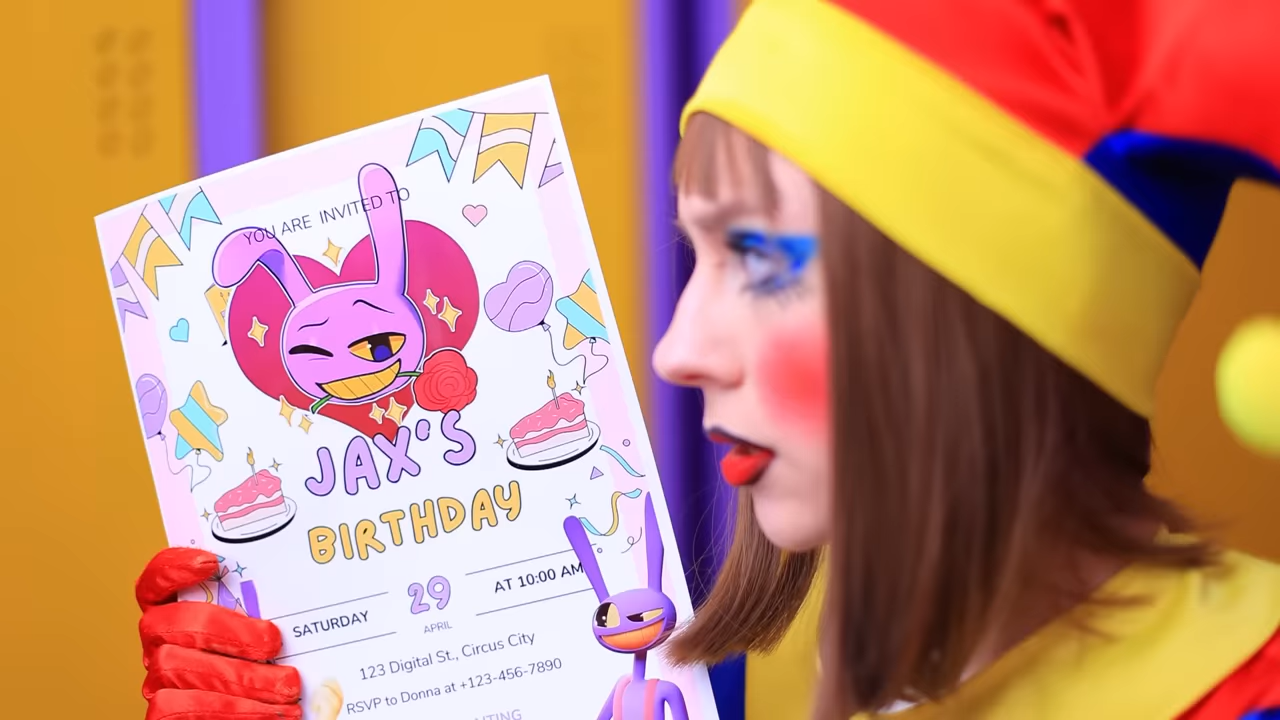 YOU ARE INVITED TO
JAX'S
BIRTHDAY
SATURDAY
29
APRIL
AT 10:00 AM
123 Digital St., Circus City
RSVP to Donna at +123-456-7890